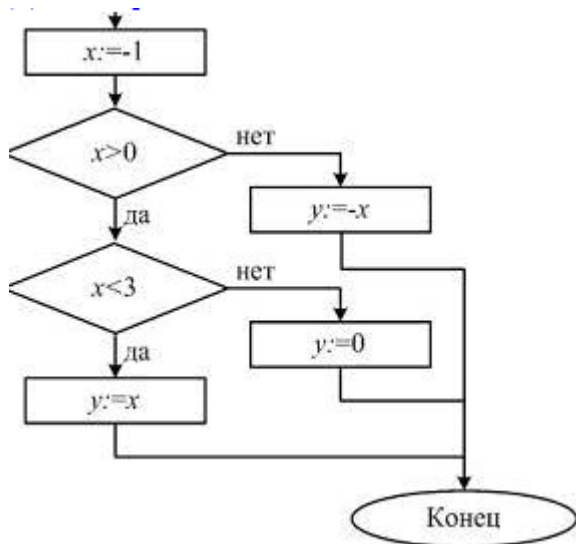 x:=-1
x>0
нет
да
y:=-x
x<3
нет
да
y:=0
y:=x
Конец